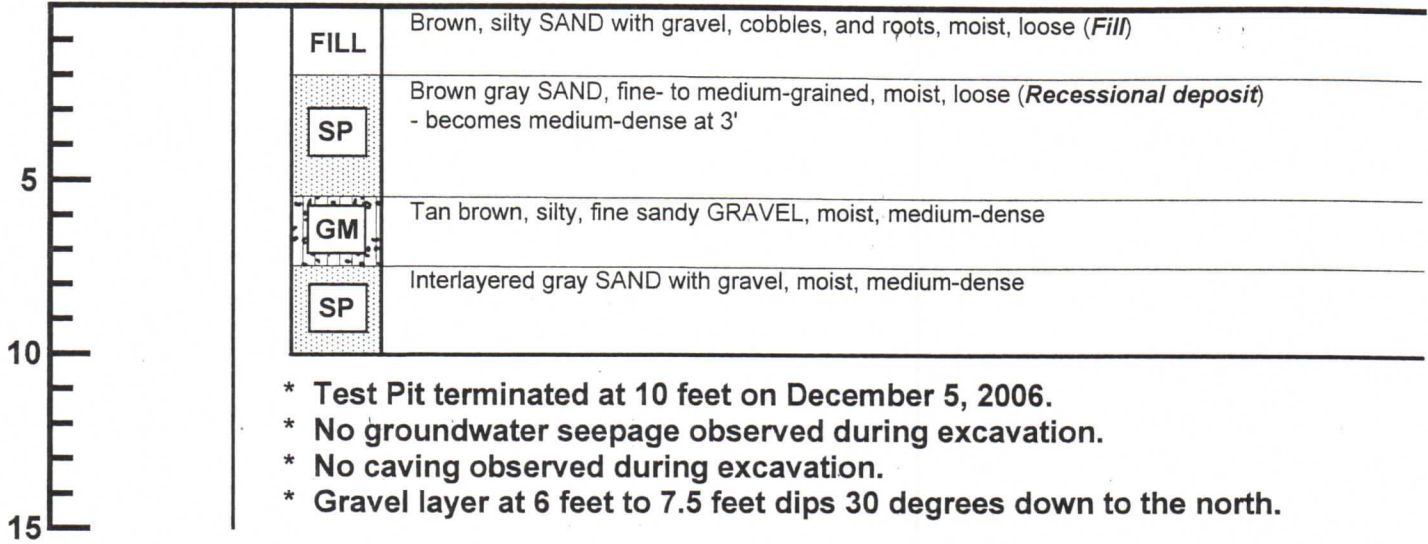 FILL
Brown, silty SAND with gravel, cobbles, and roots, moist, loose (Fill)
SP
Brown gray SAND, fine- to medium-grained, moist, loose (Recessional deposit)
- becomes medium-dense at 3'
5
GM
Tan brown, silty, fine sandy GRAVEL, moist, medium-dense
SP
Interlayered gray SAND with gravel, moist, medium-dense
10
* Test Pit terminated at 10 feet on December 5, 2006.
* No groundwater seepage observed during excavation.
* No caving observed during excavation.
* Gravel layer at 6 feet to 7.5 feet dips 30 degrees down to the north.
15